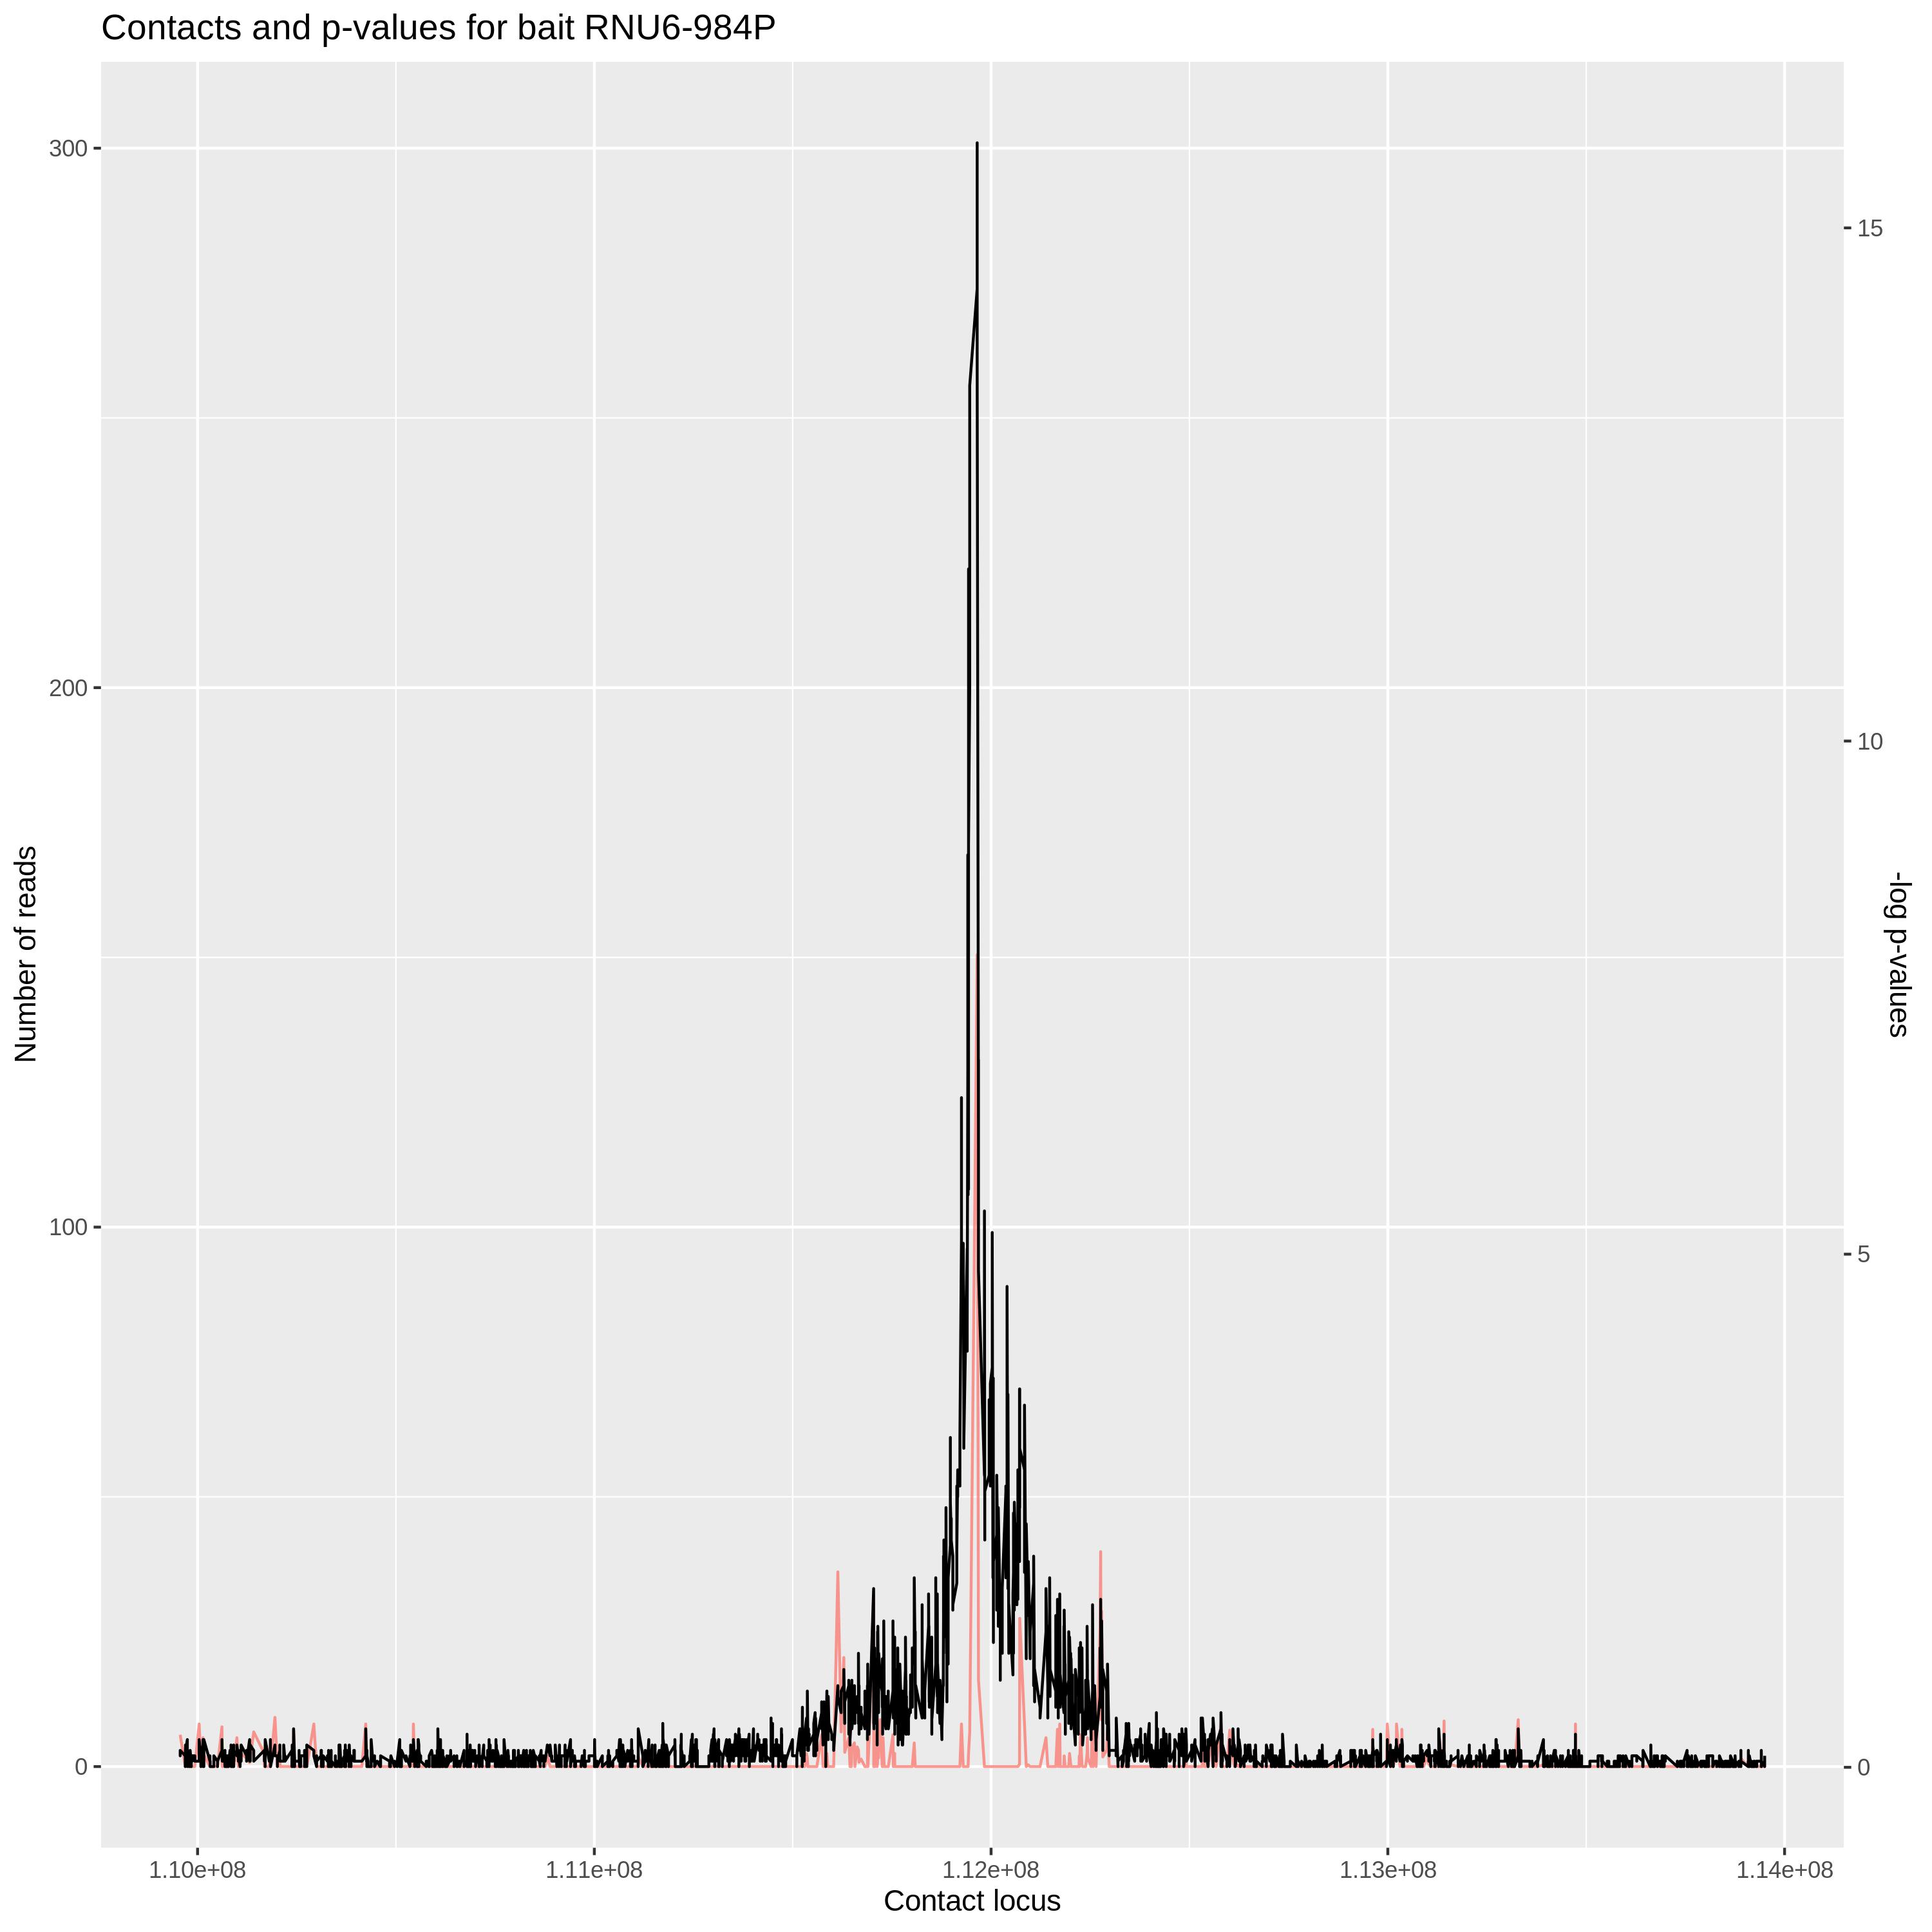 Contacts and p-values for bait RNU6-984P
300
200
100
0
Number of reads
15
10
5
0
-log p-values
1.10e+08
1.11e+08
1.12e+08
1.13e+08
1.14e+08
Contact locus